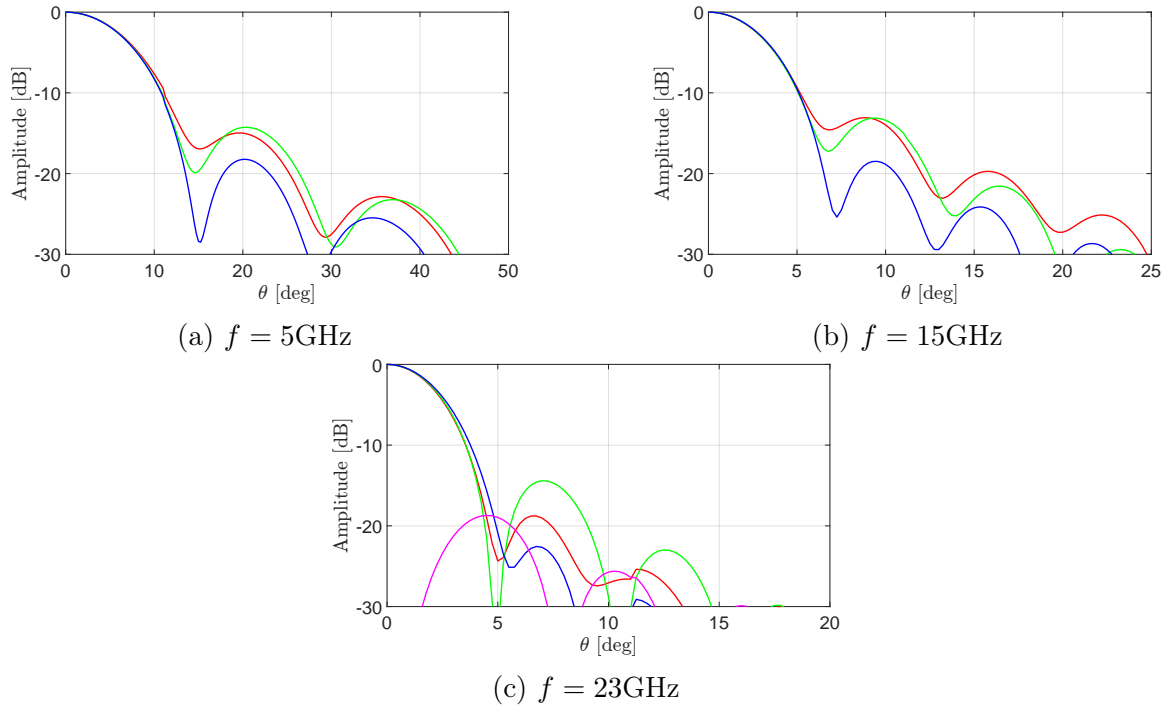 0
-10
-20
-30
Amplitude [dB]
0 10 20 30 40 50
θ [deg]
(a) f = 5GHz
0
-10
-20
-30
Amplitude [dB]
0 5 10 15 20 25
θ [deg]
(b) f = 15GHz
0
-10
-20
-30
Amplitude [dB]
0 5 10 15 20
θ [deg]
(c) f = 23GHz